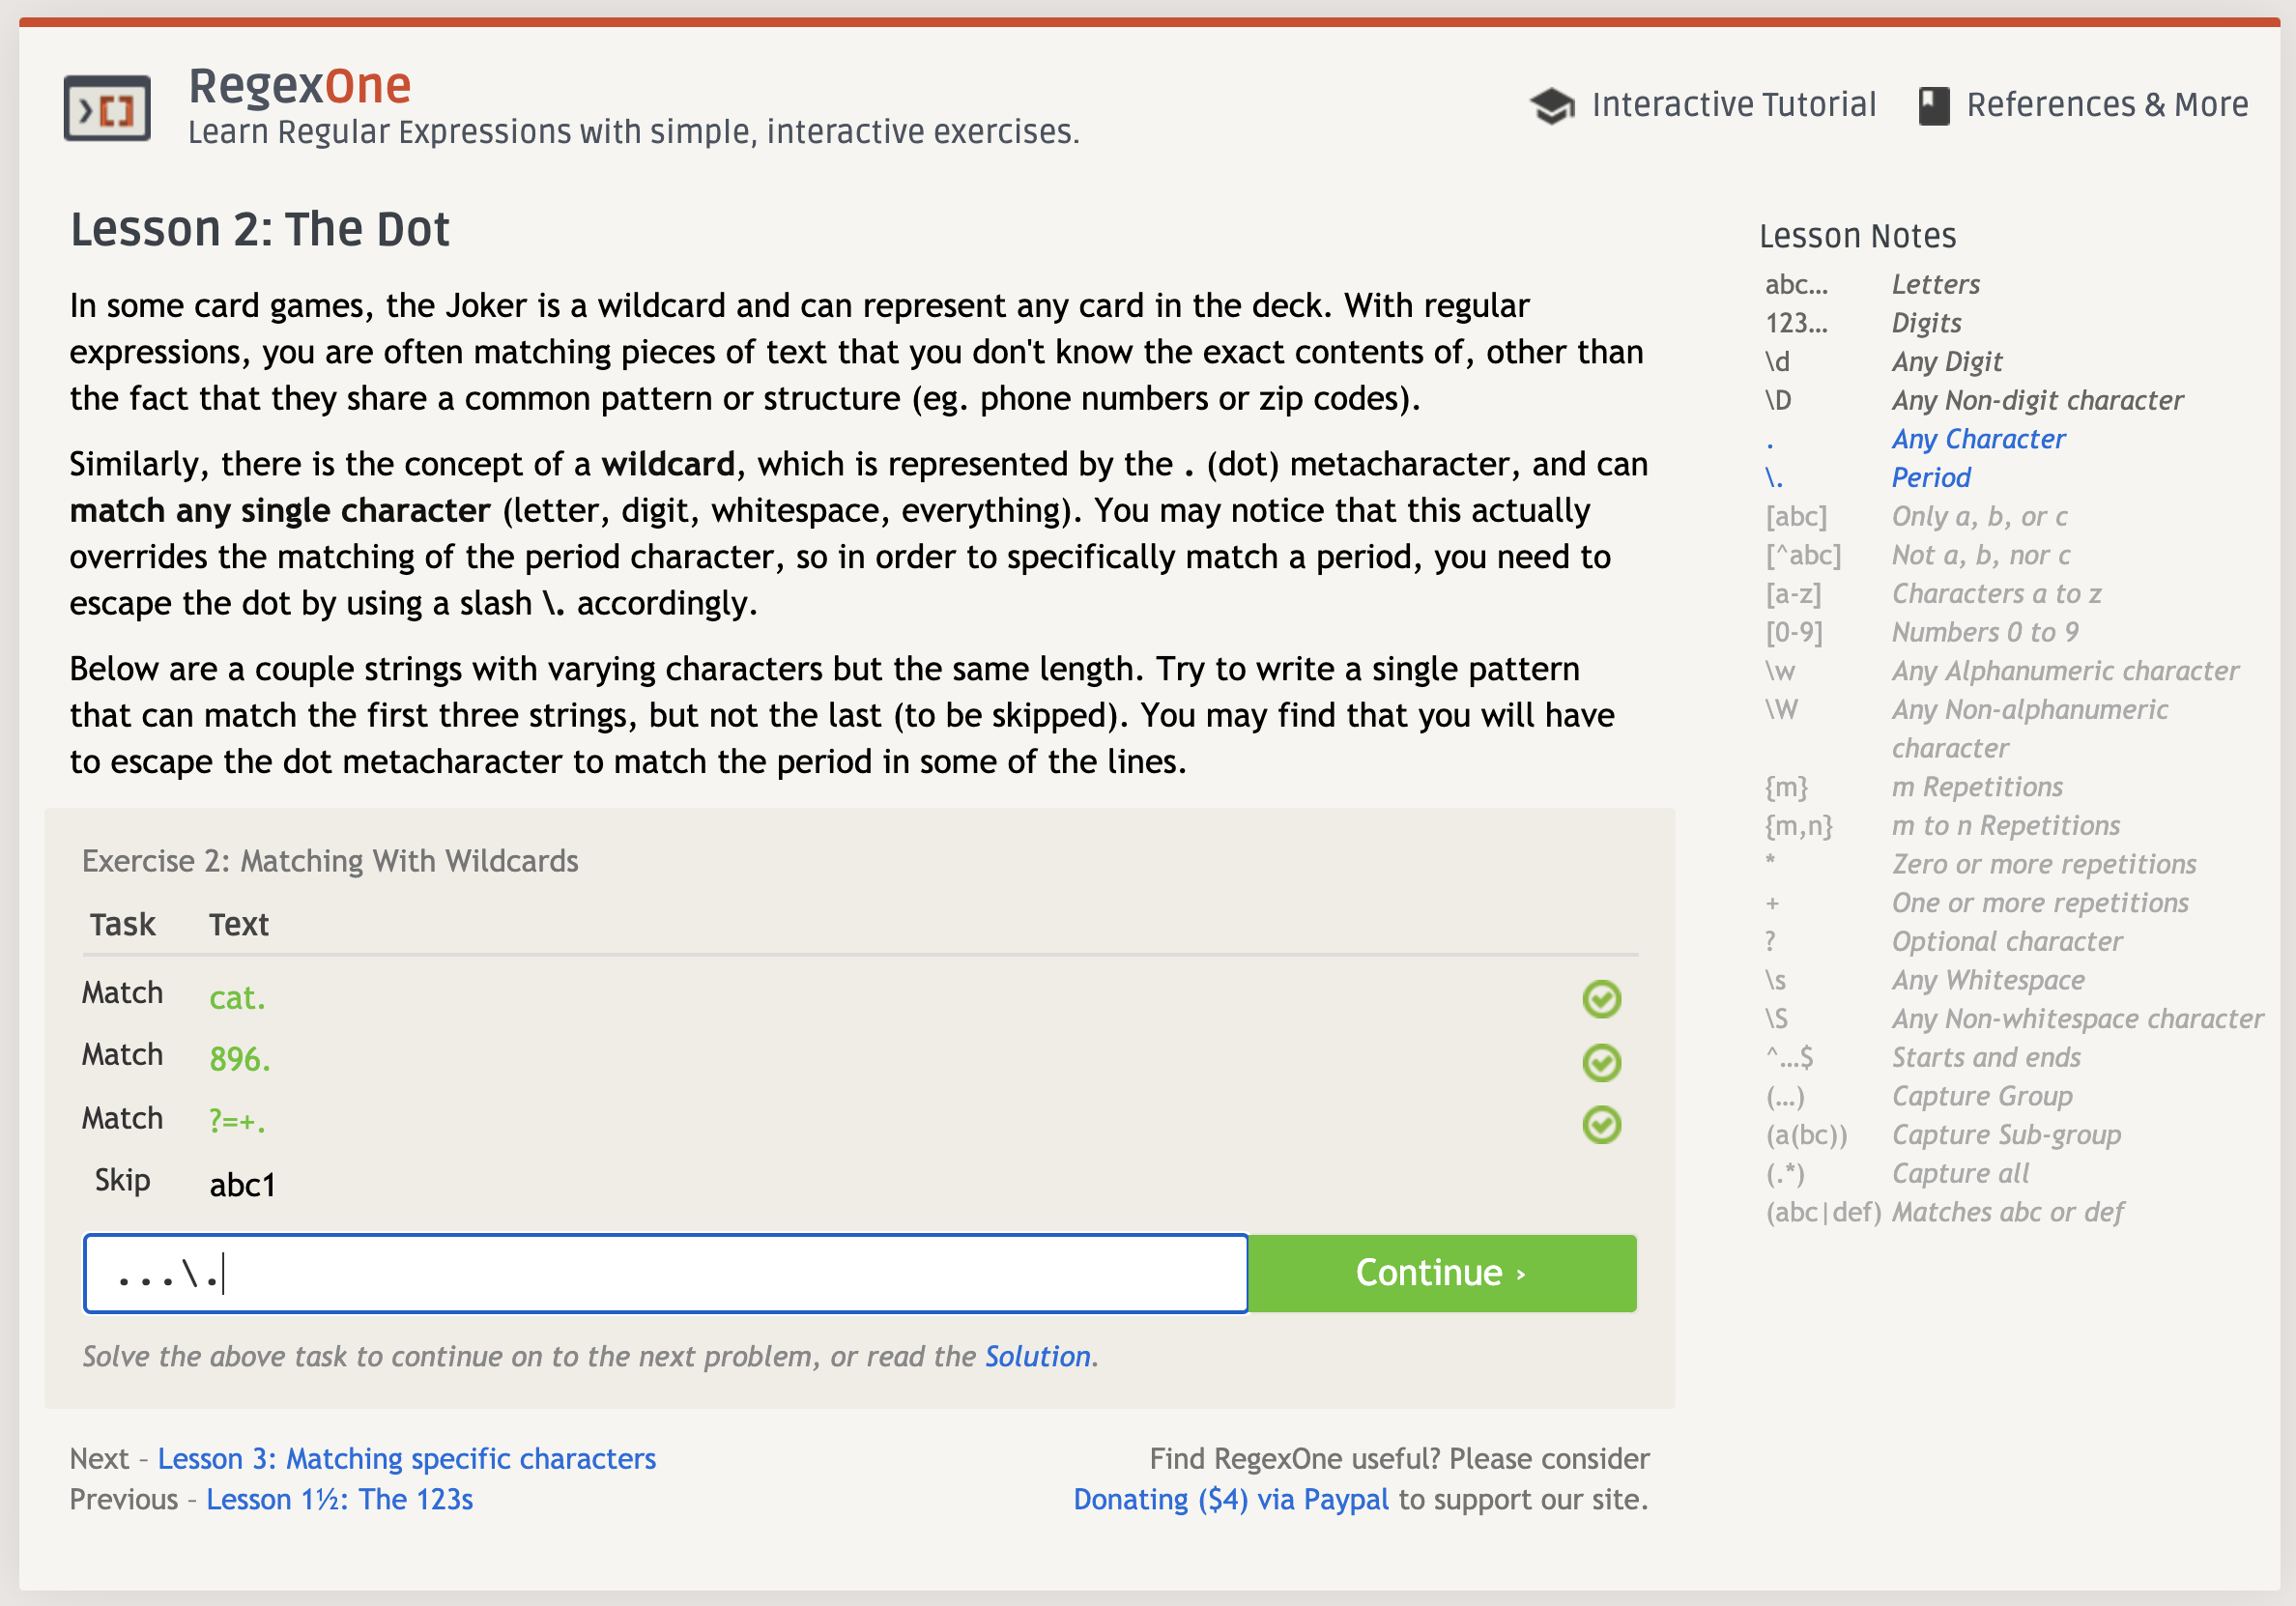 RegexOne
Learn Regular Expressions with simple, interactive exercises.
Interactive Tutorial
References & More
Lesson 2: The Dot
In some card games, the Joker is a wildcard and can represent any card in the deck. With regular
expressions, you are often matching pieces of text that you don't know the exact contents of, other than
the fact that they share a common pattern or structure (eg. phone numbers or zip codes).
Similarly, there is the concept of a wildcard, which is represented by the . (dot) metacharacter, and can
match any single character (letter, digit, whitespace, everything). You may notice that this actually
overrides the matching of the period character, so in order to specifically match a period, you need to
escape the dot by using a slash \. accordingly.
Below are a couple strings with varying characters but the same length. Try to write a single pattern
that can match the first three strings, but not the last (to be skipped). You may find that you will have
to escape the dot metacharacter to match the period in some of the lines.
Exercise 2: Matching With Wildcards
Task Text
Match cat.
Match 896.
Match ?=+.
Skip abc1
...\.
Continue ›
Solve the above task to continue on to the next problem, or read the Solution.
Next – Lesson 3: Matching specific characters
Previous – Lesson 1½: The 123s
Find RegexOne useful? Please consider
Donating ($4) via Paypal to support our site.
Lesson Notes
abc… Letters
123… Digits
\d Any Digit
\D Any Non-digit character
. Any Character
\. Period
[abc] Only a, b, or c
[^abc] Not a, b, nor c
[a-z] Characters a to z
[0-9] Numbers 0 to 9
\w Any Alphanumeric character
\W Any Non-alphanumeric
character
{m} m Repetitions
{m,n} m to n Repetitions
* Zero or more repetitions
+ One or more repetitions
? Optional character
\s Any Whitespace
\S Any Non-whitespace character
^…$ Starts and ends
(…) Capture Group
(a(bc)) Capture Sub-group
(.*) Capture all
(abc|def) Matches abc or def